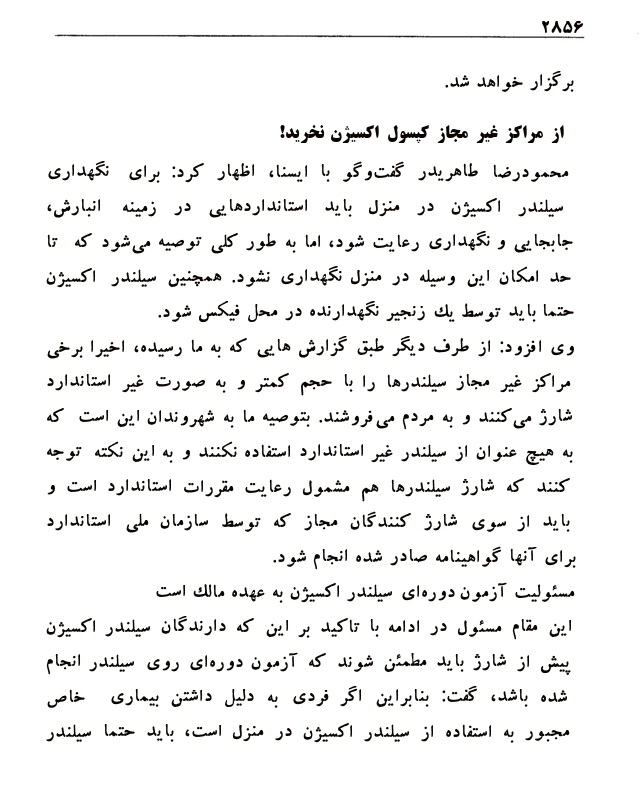 ۲۸۵۶
برگزار خواهد شد.
از مراکز غیر مجاز کپسول اکسیژن نخرید!
محمودرضا طاهریدر گفت‌وگو با ایسنا، اظهار کرد: برای نگهداری
سیلندر اکسیژن در منزل باید استانداردهایی در زمینه انبارش،
جابجایی و نگهداری رعایت شود، اما به طور کلی توصیه می‌شود که تا
حد امکان این وسیله در منزل نگهداری نشود. همچنین سیلندر اکسیژن
حتما باید توسط یك زنجیر نگهدارنده در محل فیکس شود.
وی افزود: از طرف دیگر طبق گزارش هایی که به ما رسیده، اخیرا برخی
مراکز غیر مجاز سیلندرها را با حجم کمتر و به صورت غیر استاندارد
شارژ می‌کنند و به مردم می‌فروشند. بتوصیه ما به شهروندان این است که
به هیچ عنوان از سیلندر غیر استاندارد استفاده نکنند و به این نکته توجه
کنند که شارژ سیلندرها هم مشمول رعایت مقررات استاندارد است و
باید از سوی شارژ کنندگان مجاز که توسط سازمان ملی استاندارد
برای آنها گواهینامه صادر شده انجام شود.
مسئولیت آزمون دوره‌ای سیلندر اکسیژن به عهده مالك است
این مقام مسئول در ادامه با تاکید بر این که دارندگان سیلندر اکسیژن
پیش از شارژ باید مطمئن شوند که آزمون دوره‌ای روی سیلندر انجام
شده باشد، گفت: بنابراین اگر فردی به دلیل داشتن بیماری خاص
مجبور به استفاده از سیلندر اکسیژن در منزل است، باید حتما سیلندر